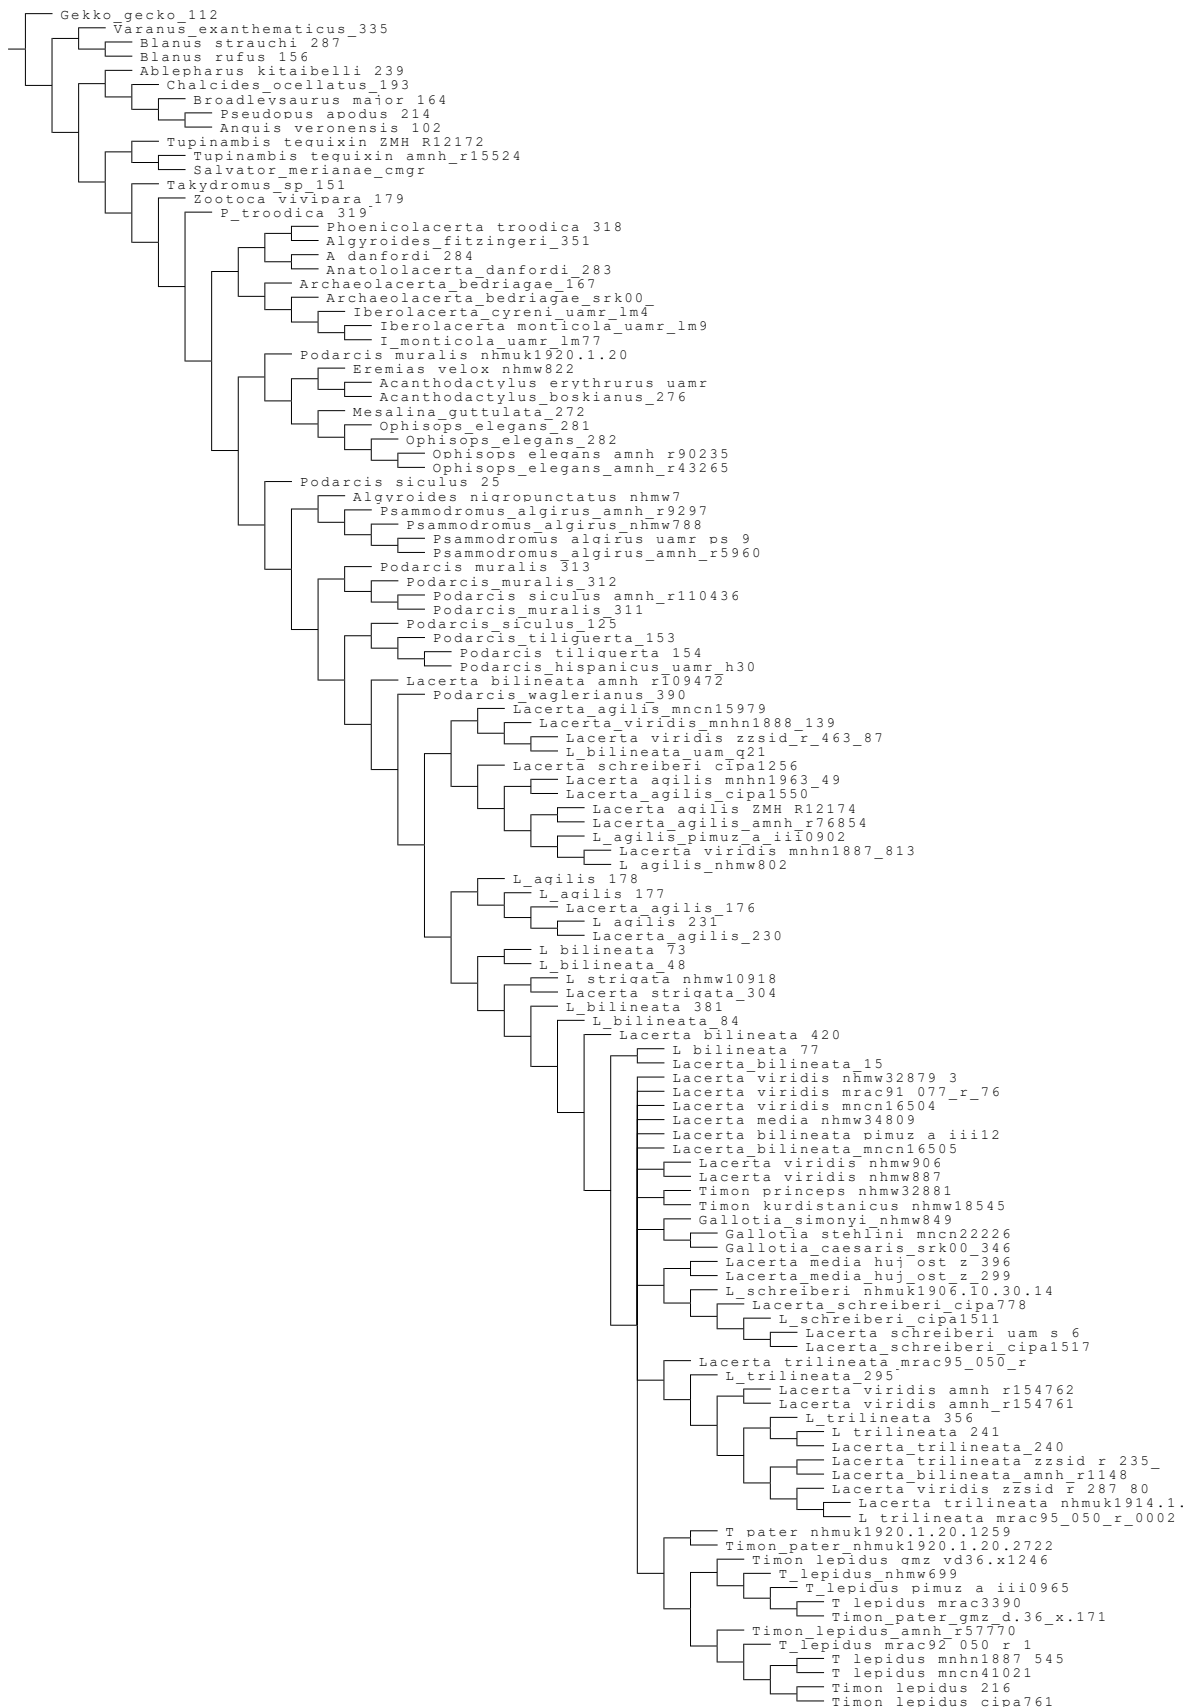 Gekko_gecko_112
Varanus_exanthematicus_335
Blanus_strauchi_287
Blanus_rufus_156
Ablepharus_kitaibelli_239
Chalcides_ocellatus_193
Broadleysaurus_major_164
Pseudopus_apodus_214
Anguis_veronensis_102
Tupinambis_teguixin_ZMH_R12172
Tupinambis_teguixin_amnh_r15524
Salvator_merianae_cmgr
Takydromus_sp_151
Zootoca_vivipara_179
P_troodica_319
Phoenicolacerta_troodica_318
Algyroides_fitzingeri_351
A_danfordi_284
Anatololacerta_danfordi_283
Archaeolacerta_bedriagae_167
Archaeolacerta_bedriagae_srk00_
Iberolacerta_cyreni_uamr_lm4
Iberolacerta_monticola_uamr_lm9
I_monticola_uamr_lm77
Podarcis_muralis_nhmuk1920.1.20
Eremias_velox_nhmw822
Acanthodactylus_erythrurus_uamr
Acanthodactylus_boskianus_276
Mesalina_guttulata_272
Ophisops_elegans_281
Ophisops_elegans_282
Ophisops_elegans_amnh_r90235
Ophisops_elegans_amnh_r43265
Podarcis_siculus_25
Algyroides_nigropunctatus_nhmw7
Psammodromus_algirus_amnh_r9297
Psammodromus_algirus_nhmw788
Psammodromus_algirus_uamr_ps_9
Psammodromus_algirus_amnh_r5960
Podarcis_muralis_313
Podarcis_muralis_312
Podarcis_siculus_amnh_r110436
Podarcis_muralis_311
Podarcis_siculus_125
Podarcis_tiliguerta_153
Podarcis_tiliguerta_154
Podarcis_hispanicus_uamr_h30
Lacerta_bilineata_amnh_r109472
Podarcis_waglerianus_390
Lacerta_agilis_mncn15979
Lacerta_viridis_mnhn1888_139
Lacerta_viridis_zzsid_r_463_87
L_bilineata_uam_q21
Lacerta_schreiberi_cipa1256
Lacerta_agilis_mnhn1963_49
Lacerta_agilis_cipa1550
Lacerta_agilis_ZMH_R12174
Lacerta_agilis_amnh_r76854
L_agilis_pimuz_a_iii0902
Lacerta_viridis_mnhn1887_813
L_agilis_nhmw802
L_agilis_178
L_agilis_177
Lacerta_agilis_176
L_agilis_231
Lacerta_agilis_230
L_bilineata_73
L_bilineata_48
L_strigata_nhmw10918
Lacerta_strigata_304
L_bilineata_381
L_bilineata_84
Lacerta_bilineata_420
L_bilineata_77
Lacerta_bilineata_15
Lacerta_viridis_nhmw32879_3
Lacerta_viridis_mrac91_077_r_76
Lacerta_viridis_mncn16504
Lacerta_media_nhmw34809
Lacerta_bilineata_pimuz_a_iii12
Lacerta_bilineata_mncn16505
Lacerta_viridis_nhmw906
Lacerta_viridis_nhmw887
Timon_princeps_nhmw32881
Timon_kurdistanicus_nhmw18545
Gallotia_simonyi_nhmw849
Gallotia_stehlini_mncn22226
Gallotia_caesaris_srk00_346
Lacerta_media_huj_ost_z_396
Lacerta_media_huj_ost_z_299
L_schreiberi_nhmuk1906.10.30.14
Lacerta_schreiberi_cipa778
L_schreiberi_cipa1511
Lacerta_schreiberi_uam_s_6
Lacerta_schreiberi_cipa1517
Lacerta_trilineata_mrac95_050_r
L_trilineata_295
Lacerta_viridis_amnh_r154762
Lacerta_viridis_amnh_r154761
L_trilineata_356
L_trilineata_241
Lacerta_trilineata_240
Lacerta_trilineata_zzsid_r_235_
Lacerta_bilineata_amnh_r1148
Lacerta_viridis_zzsid_r_287_80
Lacerta_trilineata_nhmuk1914.1.
L_trilineata_mrac95_050_r_0002
T_pater_nhmuk1920.1.20.1259
Timon_pater_nhmuk1920.1.20.2722
Timon_lepidus_gmz_vd36.x1246
T_lepidus_nhmw699
T_lepidus_pimuz_a_iii0965
T_lepidus_mrac3390
Timon_pater_gmz_d.36_x.171
Timon_lepidus_amnh_r57770
T_lepidus_mrac92_050_r_1
T_lepidus_mnhn1887_545
T_lepidus_mncn41021
Timon_lepidus_216
Timon_lepidus_cipa761